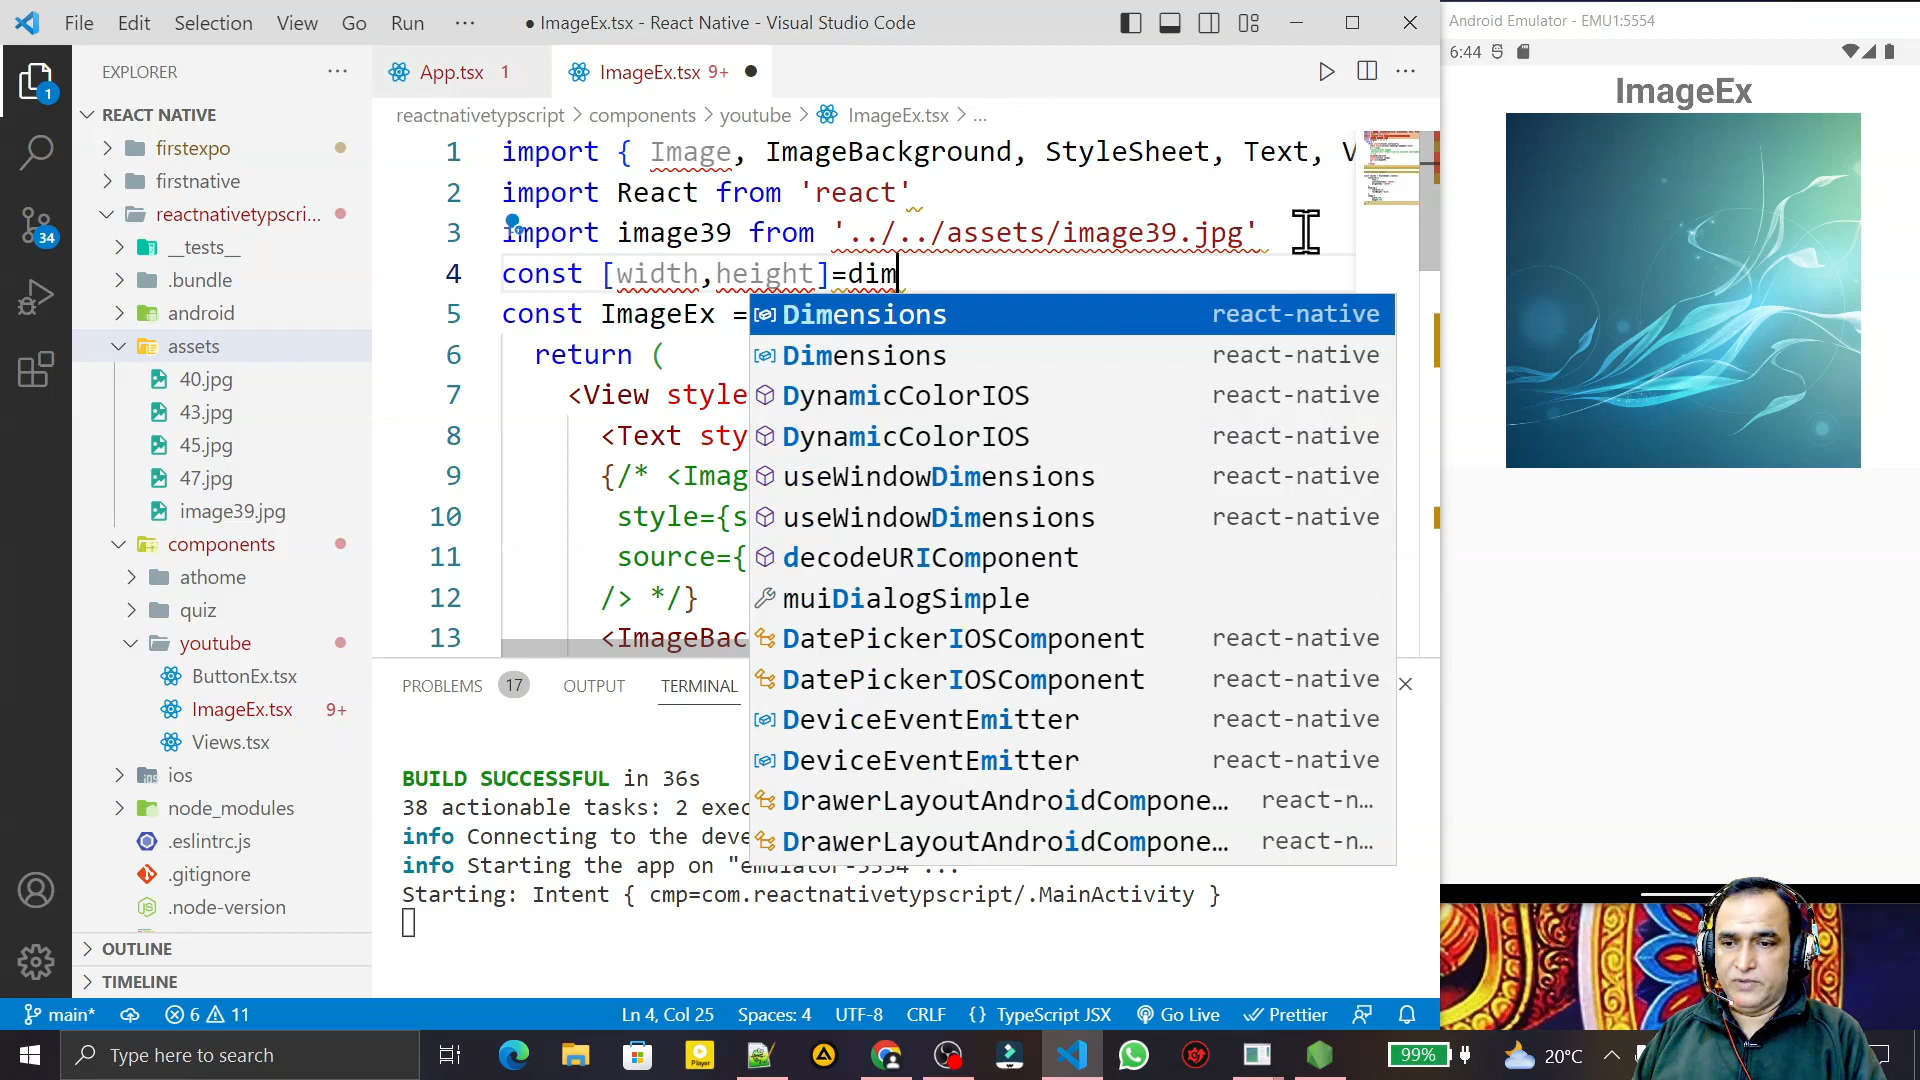 File Edit Selection View Go Run ··· ● ImageEx.tsx - React Native - Visual Studio Code
Android Emulator - EMU1:5554
6:44
EXPLORER ···
App.tsx 1 ImageEx.tsx 9+ ●
reactnativetypscript > components > youtube > ImageEx.tsx > ...
ImageEx
REACT NATIVE
firstexpo
firstnative
reactnativetypscri...
__tests__
.bundle
android
assets
40.jpg
43.jpg
45.jpg
47.jpg
image39.jpg
components
athome
quiz
youtube
ButtonEx.tsx
ImageEx.tsx 9+
Views.tsx
ios
node_modules
.eslintrc.js
.gitignore
.node-version
OUTLINE
TIMELINE
1
34
1 import { Image, ImageBackground, StyleSheet, Text, V
2 import React from 'react'
3 import image39 from '../../assets/image39.jpg'
4 const [width,height]=dim
5 const ImageEx =
6 return (
7 <View style
8 <Text sty
9 {/* <Imag
10 style={s
11 source={
12 /> */}
13 <ImageBac
Dimensions react-native
Dimensions react-native
DynamicColorIOS react-native
DynamicColorIOS react-native
useWindowDimensions react-native
useWindowDimensions react-native
decodeURIComponent
muiDialogSimple
DatePickerIOSComponent react-native
DatePickerIOSComponent react-native
DeviceEventEmitter react-native
DeviceEventEmitter react-native
DrawerLayoutAndroidCompone... react-n...
DrawerLayoutAndroidCompone... react-n...
PROBLEMS 17 OUTPUT TERMINAL
BUILD SUCCESSFUL in 36s
38 actionable tasks: 2 exec
info Connecting to the deve
info Starting the app on "emulator-5554"...
Starting: Intent { cmp=com.reactnativetypscript/.MainActivity }
main* 6 11 Ln 4, Col 25 Spaces: 4 UTF-8 CRLF {} TypeScript JSX Go Live Prettier
Type here to search 99% 20°C